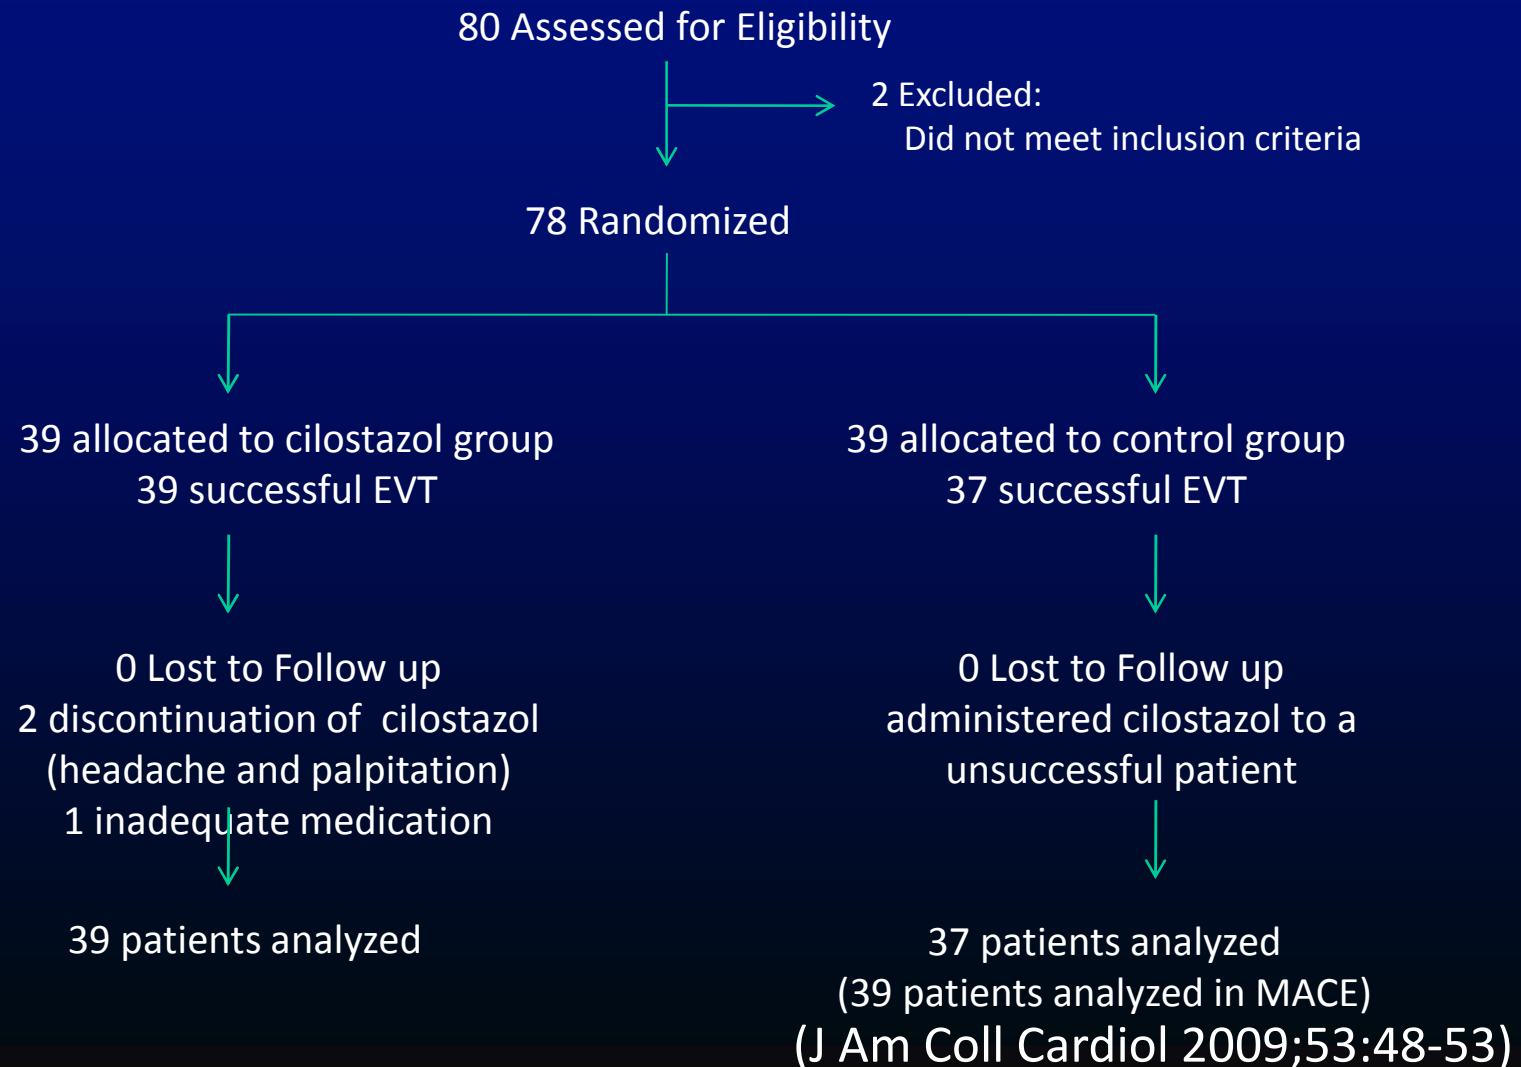 80 Assessed for Eligibility
2 Excluded:
Did not meet inclusion criteria
78 Randomized
39 allocated to cilostazol group
39 successful EVT
39 allocated to control group
37 successful EVT
0 Lost to Follow up
2 discontinuation of cilostazol
(headache and palpitation)
1 inadequate medication
0 Lost to Follow up
administered cilostazol to a
unsuccessful patient
39 patients analyzed
37 patients analyzed
(39 patients analyzed in MACE)
(J Am Coll Cardiol 2009;53:48-53)